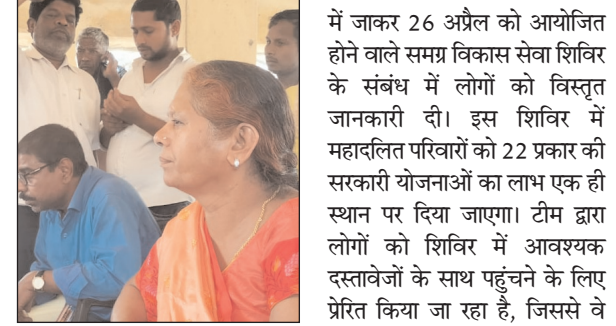 में जाकर 26 अप्रैल को आयोजित
होने वाले समग्र विकास सेवा शिविर
के संबंध में लोगों को विस्तृत
जानकारी दी। इस शिविर में
महादलित परिवारों को 22 प्रकार की
सरकारी योजनाओं का लाभ एक ही
स्थान पर दिया जाएगा। टीम द्वारा
लोगों को शिविर में आवश्यक
दस्तावेजों के साथ पहुंचने के लिए
प्रेरित किया जा रहा है, जिससे वे